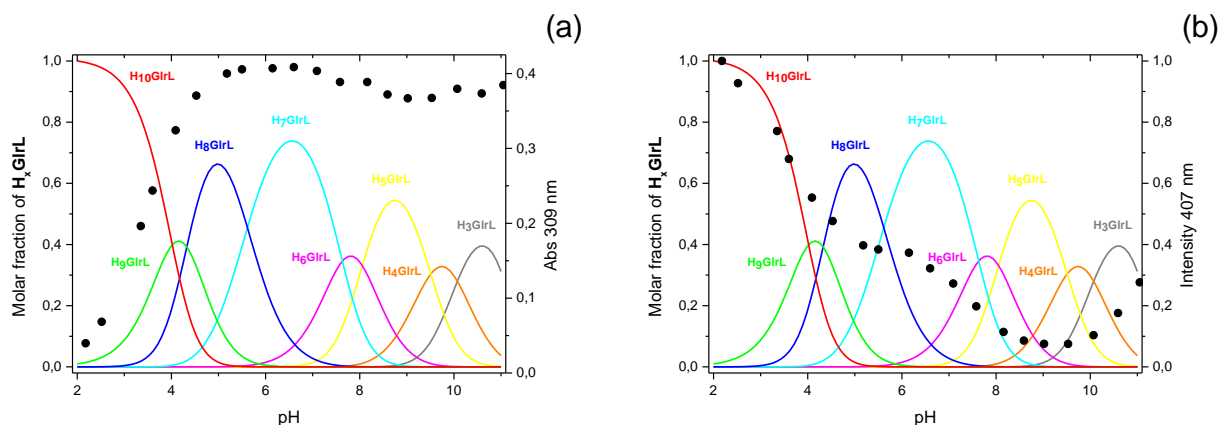 (a)
1,0
0,8
0,6
0,4
0,2
0,0
Molar fraction of HxGlrL
H10GlrL
H9GlrL
H8GlrL
H7GlrL
H6GlrL
H5GlrL
H4GlrL
H3GlrL
0,4
0,3
0,2
0,1
0,0
Abs 309 nm
2 4 6 8 10
pH
(b)
1,0
0,8
0,6
0,4
0,2
0,0
Molar fraction of HxGlrL
H10GlrL
H9GlrL
H8GlrL
H7GlrL
H6GlrL
H5GlrL
H4GlrL
H3GlrL
1,0
0,8
0,6
0,4
0,2
0,0
Intensity 407 nm
2 4 6 8 10
pH